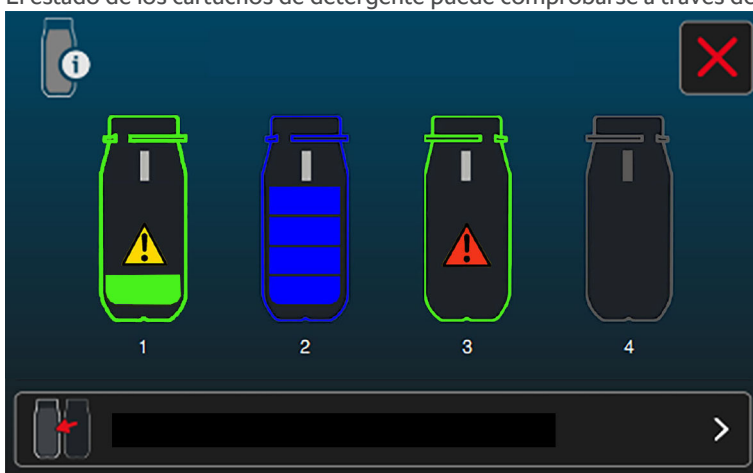 El estado de los cartuchos de detergente puede comprobarse a través de
1 2 3 4